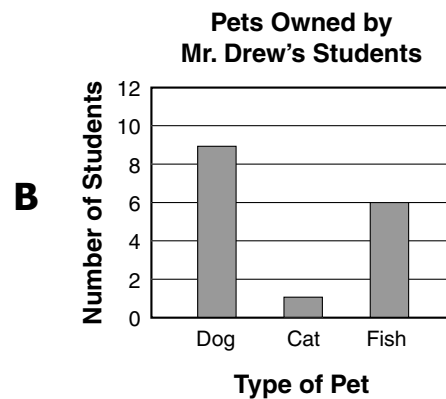 Pets Owned by
Mr. Drew's Students
B
Number of Students
12
10
8
6
4
2
0
Dog Cat Fish
Type of Pet